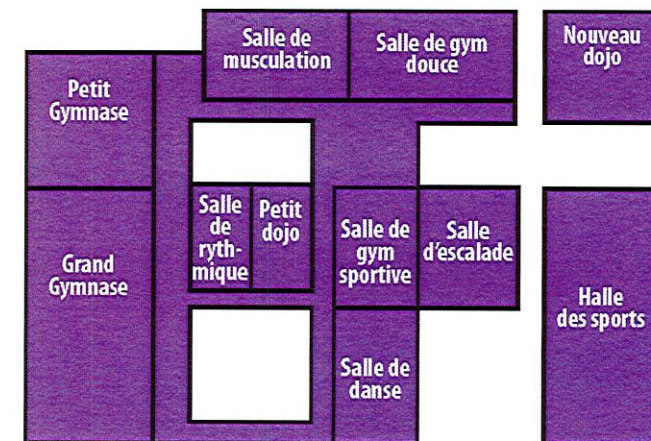 Salle de
musculation
Salle de gym
douce
Nouveau
dojo
Petit
Gymnase
Salle
de
ryth-
mique
Petit
dojo
Salle de
gym
sportive
Salle
d'escalade
Grand
Gymnase
Halle
des sports
Salle de
danse